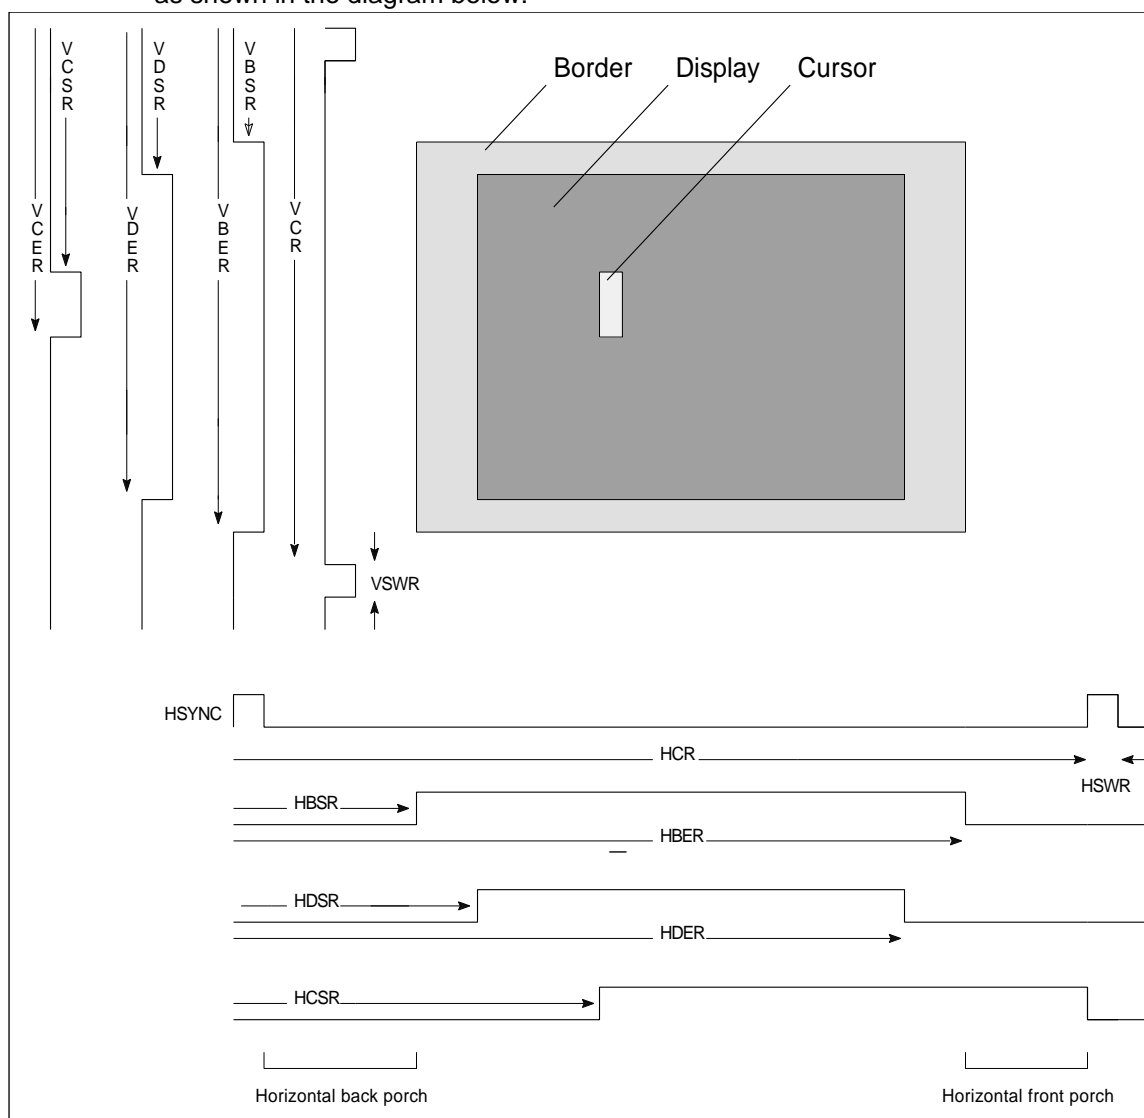 as shown in the diagram below:
VCSR
VDSR
VBSR
Border
Display
Cursor
VCER
VDER
VBER
VCR
VSWR
HSYNC
HCR
HSWR
HBSR
HBER
HDSR
HDER
HCSR
Horizontal back porch
Horizontal front porch